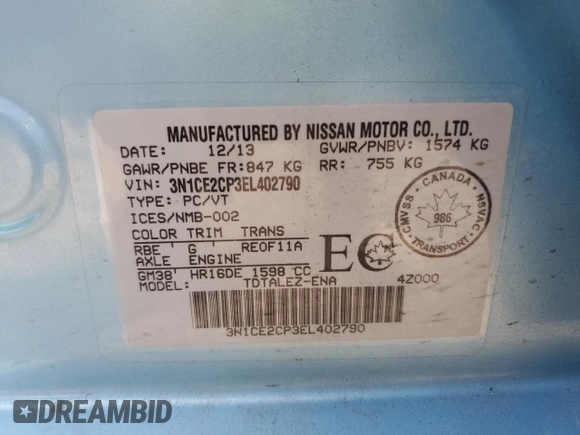 MANUFACTURED BY NISSAN MOTOR CO., LTD.
DATE: 12/13 GVWR/PNBV: 1574 KG
GAWR/PNBE FR: 847 KG RR: 755 KG
VIN: 3N1CE2CP3EL402790
TYPE: PC/VT
ICES/NMB-002
COLOR TRIM TRANS
RBE G RE0F11A
AXLE ENGINE
GM38 HR16DE 1598 CC
MODEL: TDTALEZ-ENA 4Z000
EC
CANADA
CMVSS NSVAC
986
TRANSPORT
3N1CE2CP3EL402790
DREAMBID